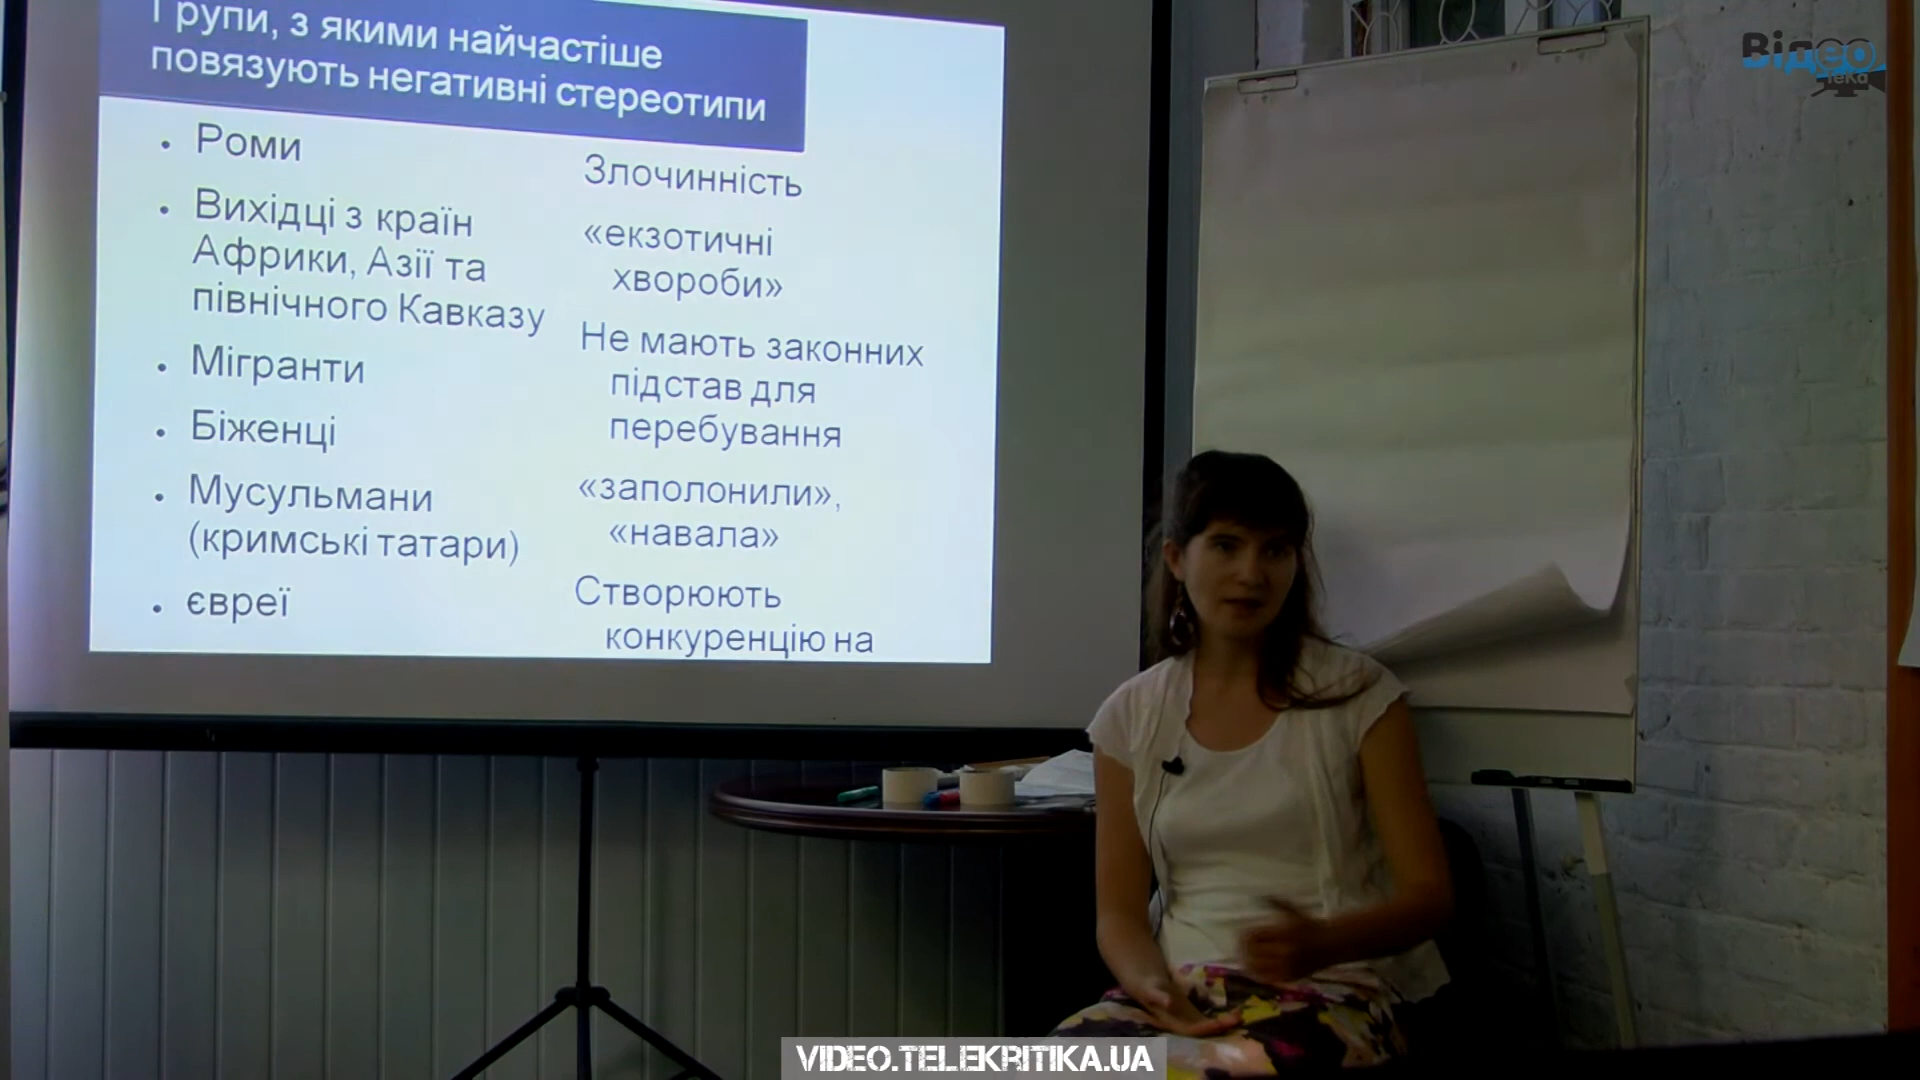 Групи, з якими найчастіше
повязують негативні стереотипи
• Роми
• Вихідці з країн
Африки, Азії та
північного Кавказу
• Мігранти
• Біженці
• Мусульмани
(кримські татари)
• євреї
Злочинність
«екзотичні
хвороби»
Не мають законних
підстав для
перебування
«заполонили»,
«навала»
Створюють
конкуренцію на
Відео
тека
VIDEO.TELEKRITIKA.UA